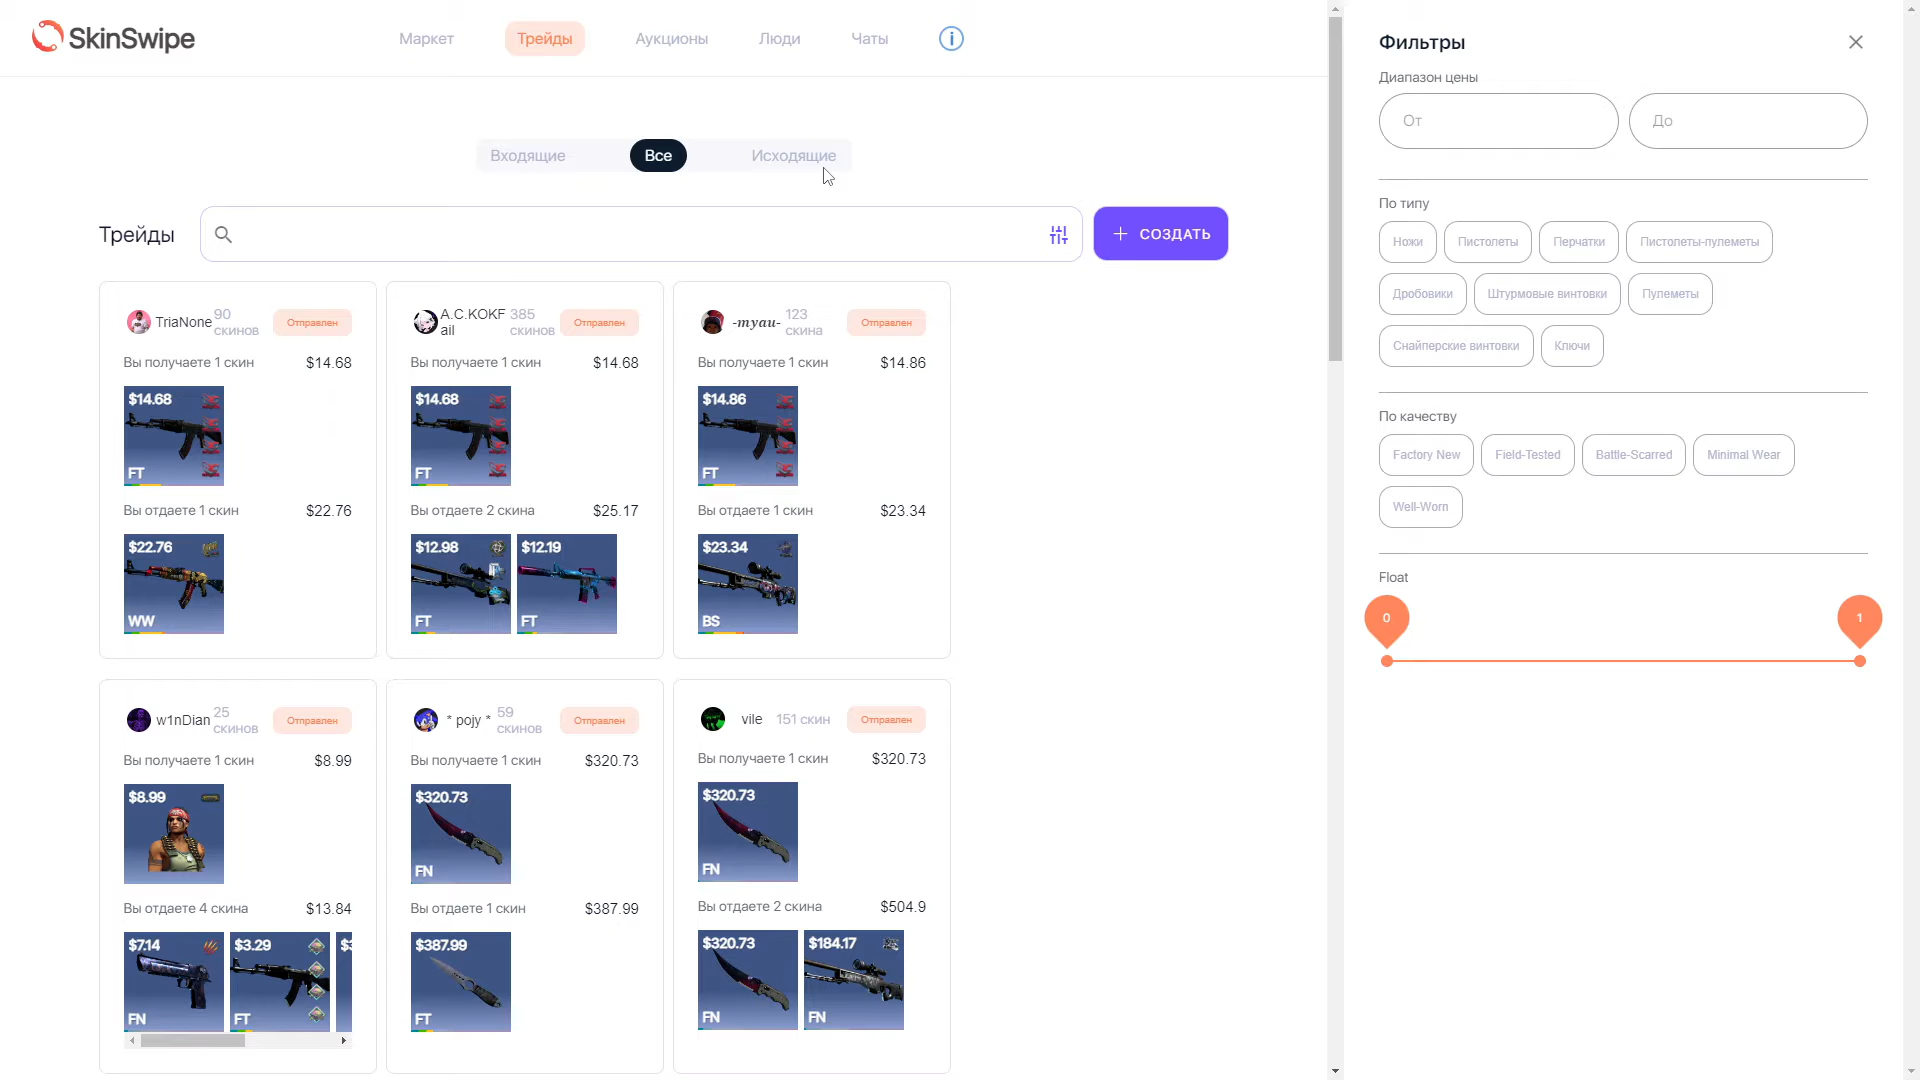 SkinSwipe
Маркет
Трейды
Аукционы
Люди
Чаты
i
Входящие
Все
Исходящие
Трейды
+ СОЗДАТЬ
TriaNone
90 скинов
Отправлен
Вы получаете 1 скин
$14.68
$14.68
FT
Вы отдаете 1 скин
$22.76
$22.76
WW
A.C.KOKF
ail
385 скинов
Отправлен
Вы получаете 1 скин
$14.68
$14.68
FT
Вы отдаете 2 скина
$25.17
$12.98
FT
$12.19
FT
-myau-
123 скина
Отправлен
Вы получаете 1 скин
$14.86
$14.86
FT
Вы отдаете 1 скин
$23.34
$23.34
BS
w1nDian
25 скинов
Отправлен
Вы получаете 1 скин
$8.99
$8.99
Вы отдаете 4 скина
$13.84
$7.14
FN
$3.29
FT
* pojy *
59 скинов
Отправлен
Вы получаете 1 скин
$320.73
$320.73
FN
Вы отдаете 1 скин
$387.99
$387.99
FT
vile
151 скин
Отправлен
Вы получаете 1 скин
$320.73
$320.73
FN
Вы отдаете 2 скина
$504.9
$320.73
FN
$184.17
FN
Фильтры
Диапазон цены
От
До
По типу
Ножи
Пистолеты
Перчатки
Пистолеты-пулеметы
Дробовики
Штурмовые винтовки
Пулеметы
Снайперские винтовки
Ключи
По качеству
Factory New
Field-Tested
Battle-Scarred
Minimal Wear
Well-Worn
Float
0
1